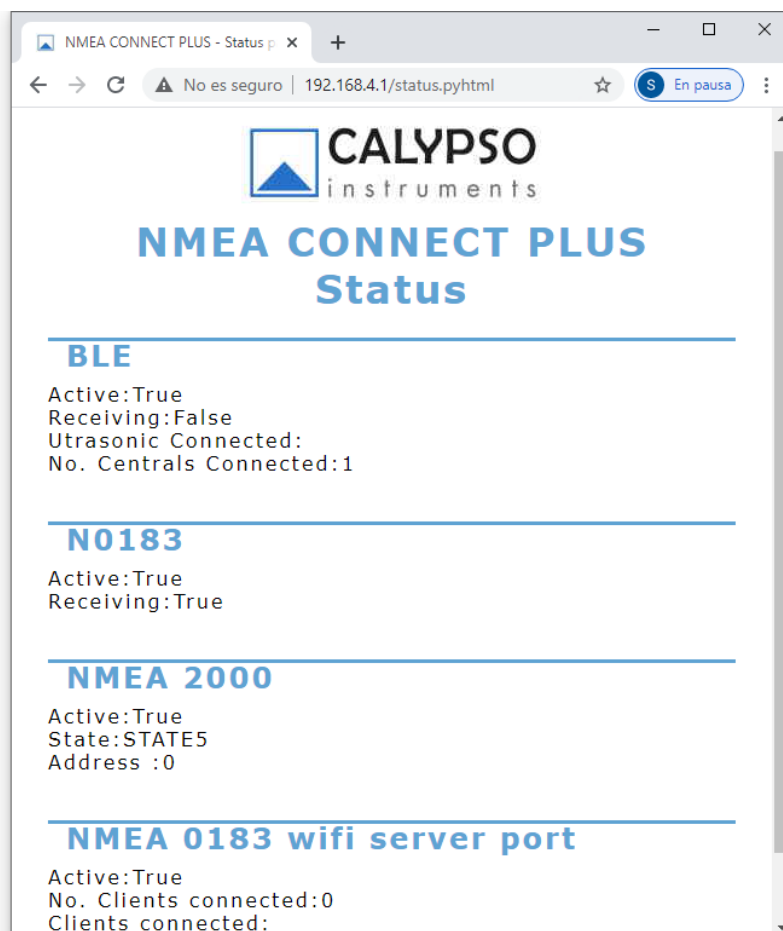 NMEA CONNECT PLUS - Status p
No es seguro
192.168.4.1/status.pyhtml
S
En pausa
CALYPSO
instruments
NMEA CONNECT PLUS
Status
BLE
Active:True
Receiving:False
Utrasonic Connected:
No. Centrals Connected:1
N0183
Active:True
Receiving:True
NMEA 2000
Active:True
State:STATE5
Address :0
NMEA 0183 wifi server port
Active:True
No. Clients connected:0
Clients connected: